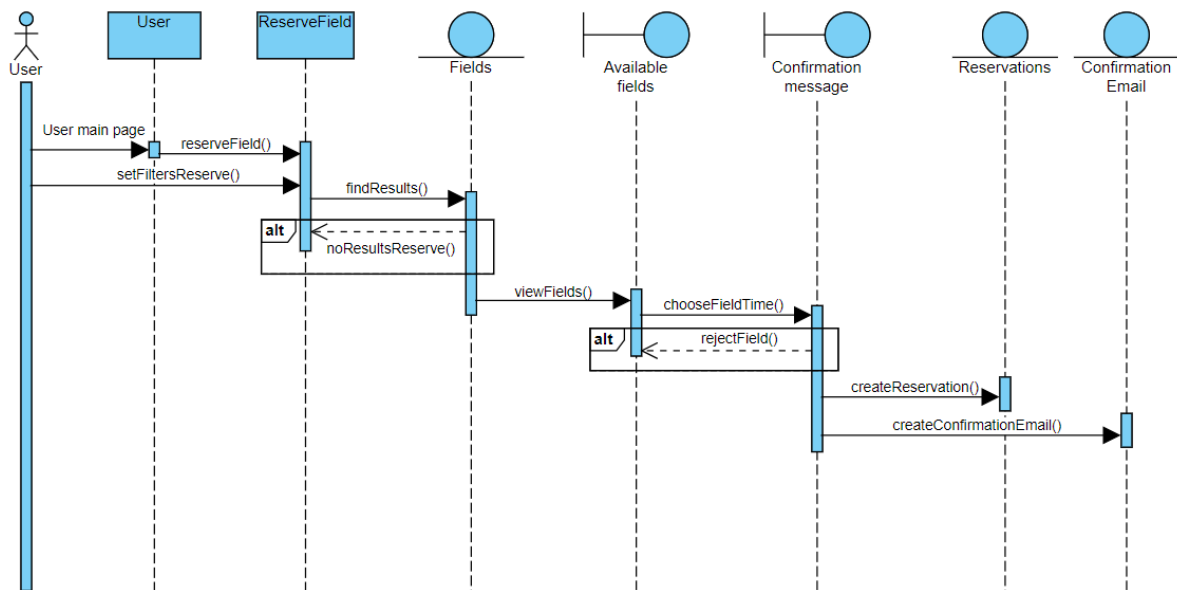 User
ReserveField
User
Fields
Available
fields
Confirmation
message
Reservations
Confirmation
Email
User main page
reserveField()
setFiltersReserve()
findResults()
alt
noResultsReserve()
viewFields()
chooseFieldTime()
alt
rejectField()
createReservation()
createConfirmationEmail()